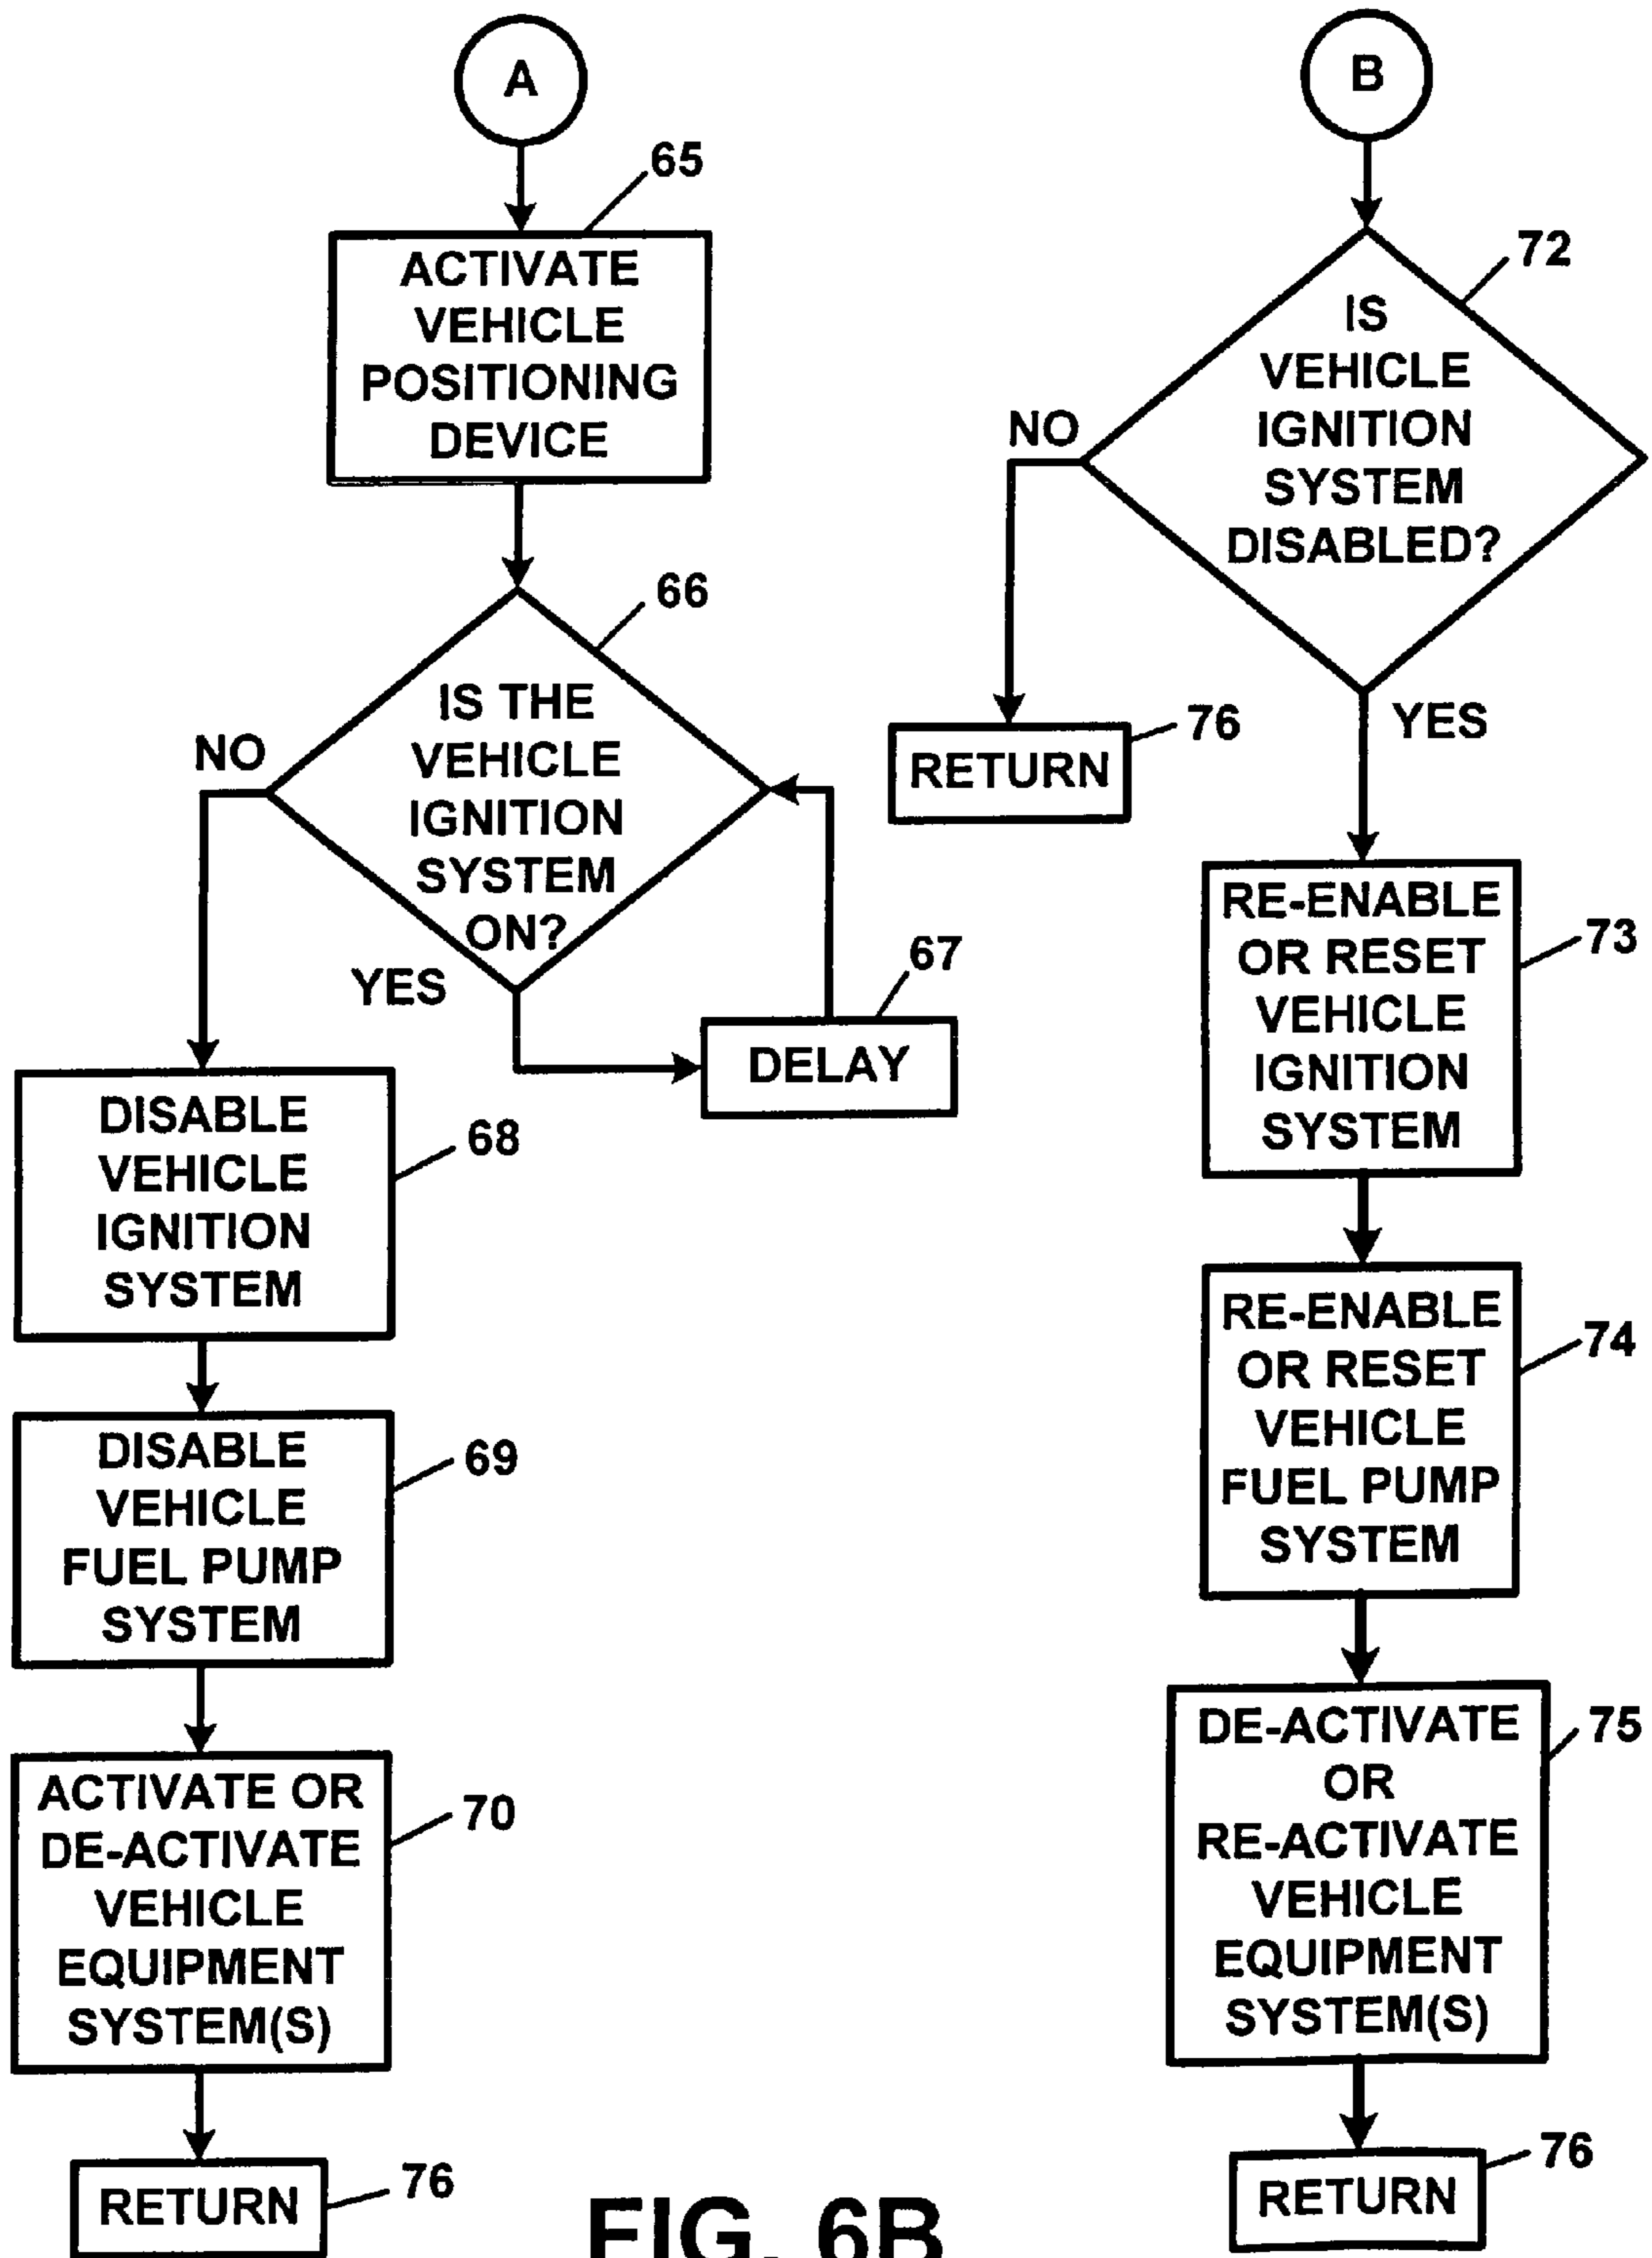 A
65
ACTIVATE
VEHICLE
POSITIONING
DEVICE
66
IS THE
VEHICLE
IGNITION
SYSTEM
ON?
NO
YES
67
DELAY
DISABLE
VEHICLE
IGNITION
SYSTEM
68
DISABLE
VEHICLE
FUEL PUMP
SYSTEM
69
ACTIVATE OR
DE-ACTIVATE
VEHICLE
EQUIPMENT
SYSTEM(S)
70
RETURN
76
B
72
IS
VEHICLE
IGNITION
SYSTEM
DISABLED?
NO
76
RETURN
YES
RE-ENABLE
OR RESET
VEHICLE
IGNITION
SYSTEM
73
RE-ENABLE
OR RESET
VEHICLE
FUEL PUMP
SYSTEM
74
DE-ACTIVATE
OR
RE-ACTIVATE
VEHICLE
EQUIPMENT
SYSTEM(S)
75
RETURN
76
FIG. 6B